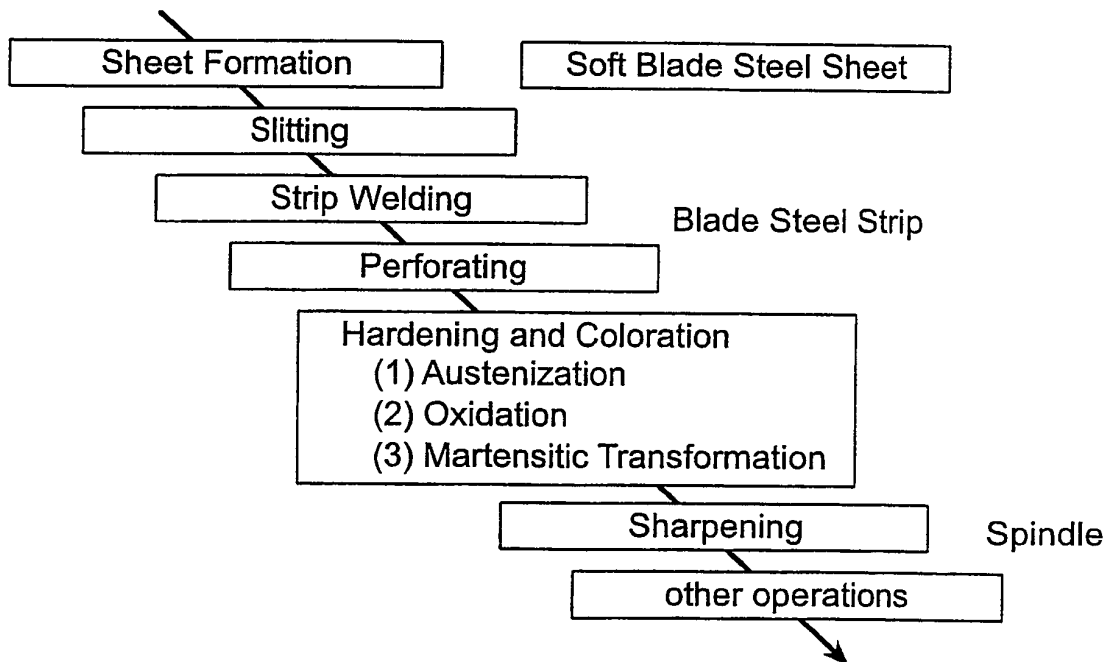 Sheet Formation
Soft Blade Steel Sheet
Slitting
Strip Welding
Blade Steel Strip
Perforating
Hardening and Coloration
(1) Austenization
(2) Oxidation
(3) Martensitic Transformation
Sharpening
Spindle
other operations